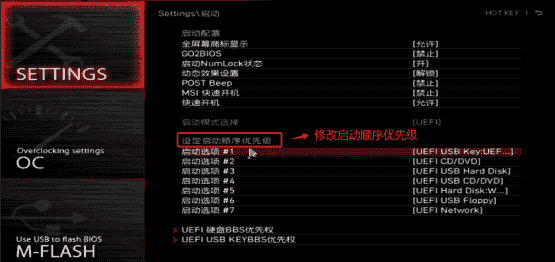 Settings\启动
HOT KEY
SETTINGS
启动配置
全屏幕商标显示 [允许]
GO2BIOS [禁止]
启动NumLock状态 [开]
动态效果设置 [解锁]
POST Beep [禁止]
MSI 快速开机 [禁止]
快速开机 [允许]
启动模式选择 [UEFI]
设定启动顺序优先级
修改启动顺序优先级
启动选项 #1 [UEFI USB Key:UEF...]
启动选项 #2 [UEFI CD/DVD]
启动选项 #3 [UEFI USB Hard Disk]
启动选项 #4 [UEFI USB CD/DVD]
启动选项 #5 [UEFI Hard Disk:W...]
启动选项 #6 [UEFI USB Floppy]
启动选项 #7 [UEFI Network]
UEFI 硬盘BBS优先权
UEFI USB KEYBBS优先权
Overclocking settings
OC
Use USB to flash BIOS
M-FLASH